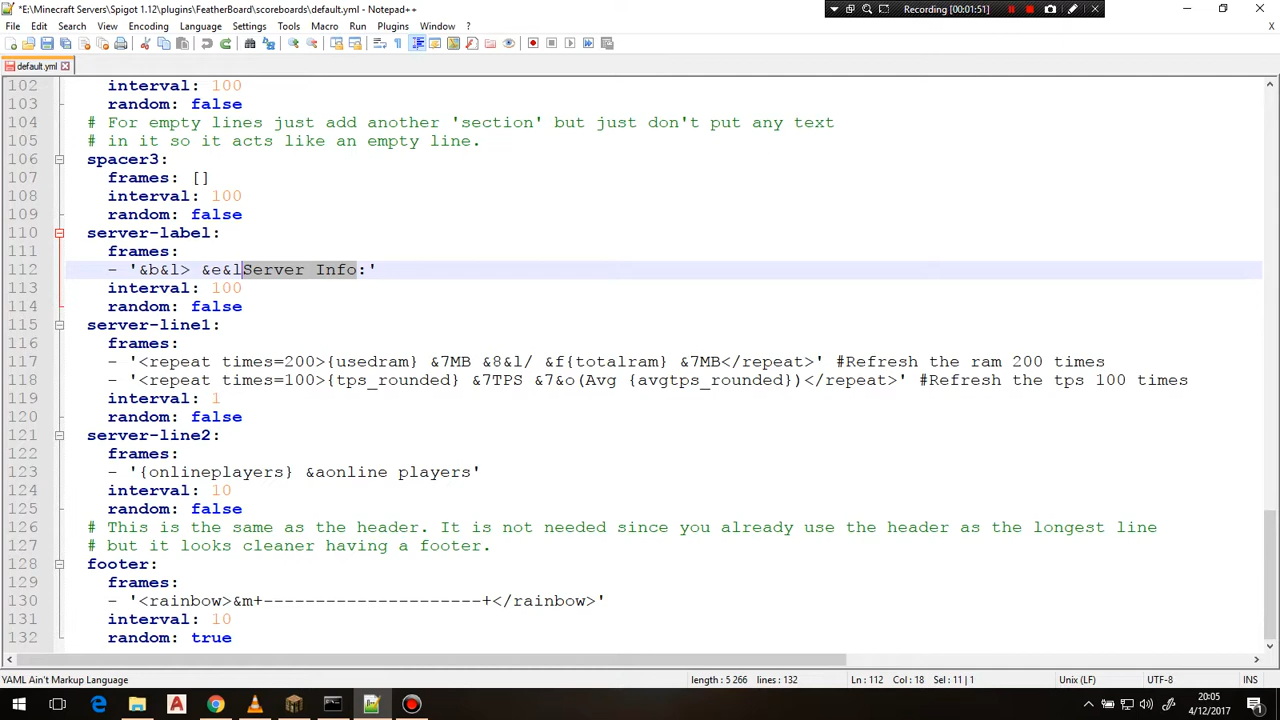 *E:\Minecraft Servers\Spigot 1.12\plugins\FeatherBoard\scoreboards\default.yml - Notepad++
Recording [00:01:51]
File Edit Search View Encoding Language Settings Tools Macro Run Plugins Window ?
default.yml
102 interval: 100
103 random: false
104 # For empty lines just add another 'section' but just don't put any text
105 # in it so it acts like an empty line.
106 spacer3:
107 frames: []
108 interval: 100
109 random: false
110 server-label:
111 frames:
112 - '&b&l> &e&lServer Info:'
113 interval: 100
114 random: false
115 server-line1:
116 frames:
117 - '<repeat times=200>{usedram} &7MB &8&l/ &f{totalram} &7MB</repeat>' #Refresh the ram 200 times
118 - '<repeat times=100>{tps_rounded} &7TPS &7&o(Avg {avgtps_rounded})</repeat>' #Refresh the tps 100 times
119 interval: 1
120 random: false
121 server-line2:
122 frames:
123 - '{onlineplayers} &aonline players'
124 interval: 10
125 random: false
126 # This is the same as the header. It is not needed since you already use the header as the longest line
127 # but it looks cleaner having a footer.
128 footer:
129 frames:
130 - '<rainbow>&m+---------------------+</rainbow>'
131 interval: 10
132 random: true
YAML Ain't Markup Language length : 5 266 lines : 132 Ln : 112 Col : 18 Sel : 11 | 1 Unix (LF) UTF-8 INS
20:05
4/12/2017